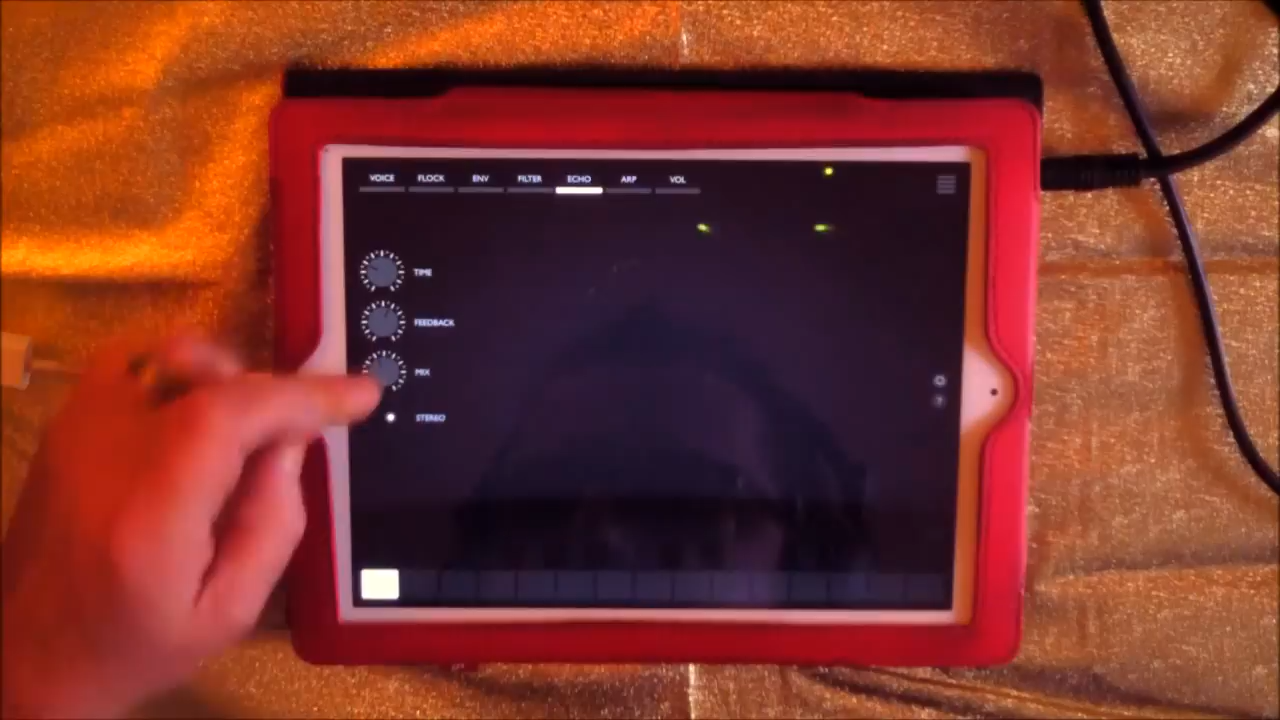 VOICE FLOCK ENV FILTER ECHO ARP VOL
TIME
FEEDBACK
MIX
?
STEREO